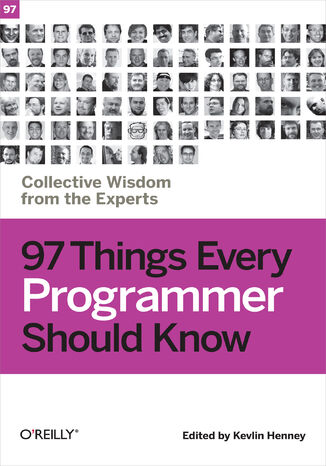 97
Collective Wisdom
from the Experts
97 Things Every
Programmer
Should Know
O'REILLY®
Edited by Kevlin Henney